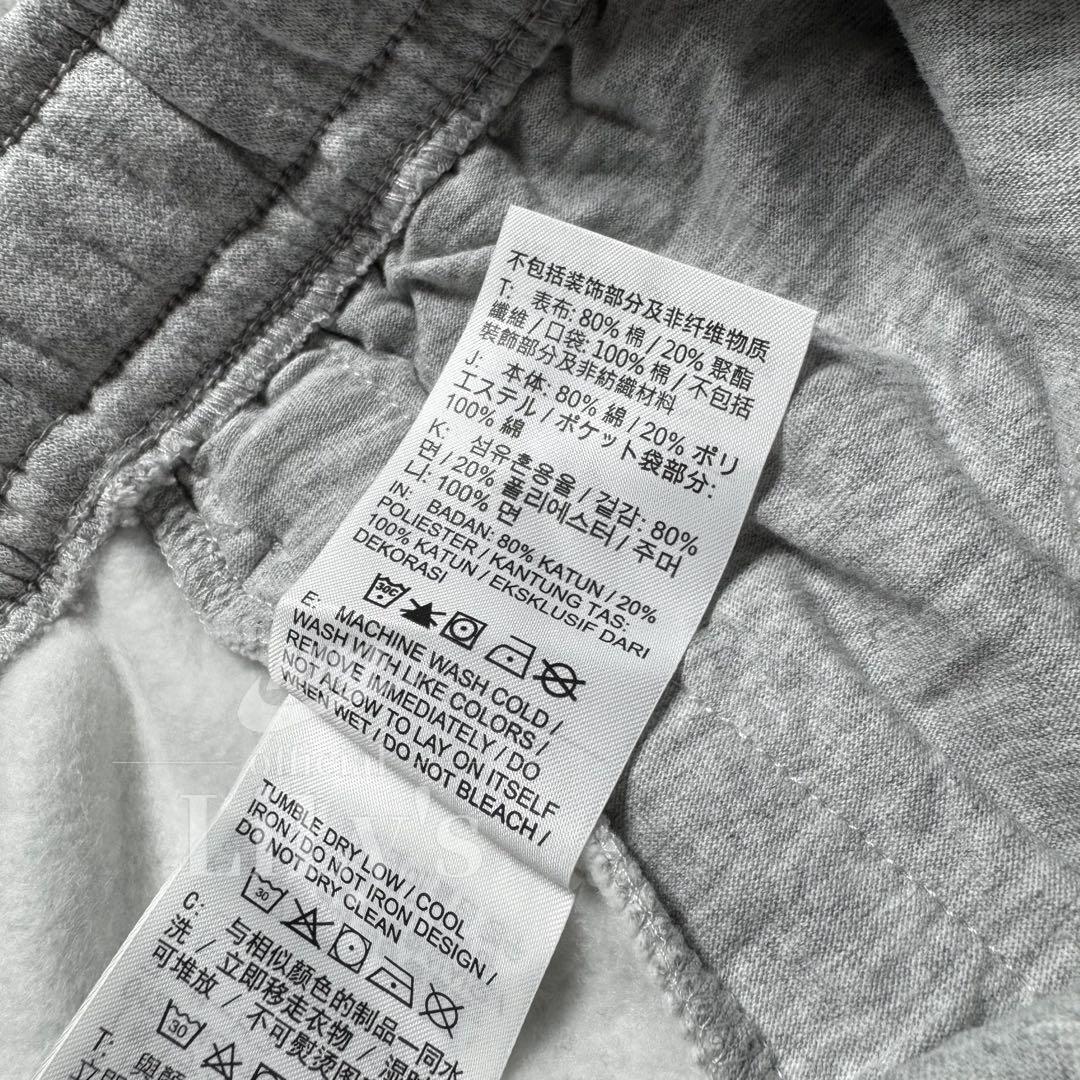 不包括装饰部分及非纤维物质
T: 表布: 80% 棉 / 20% 聚酯
纖維 / 口袋: 100% 棉 / 不包括
裝飾部分及非紡織材料
J: 本体: 80% 綿 / 20% ポリ
エステル / ポケット袋部分:
100% 綿
K: 섬유혼용율 / 겉감: 80%
면 / 20% 폴리에스터 / 주머
니: 100% 면
IN: BADAN: 80% KATUN / 20%
POLIESTER / KANTUNG TAS:
100% KATUN / EKSKLUSIF DARI
DEKORASI
30C
E: MACHINE WASH COLD /
WASH WITH LIKE COLORS /
REMOVE IMMEDIATELY / DO
NOT ALLOW TO LAY ON ITSELF
WHEN WET / DO NOT BLEACH /
TUMBLE DRY LOW / COOL
IRON / DO NOT IRON DESIGN /
DO NOT DRY CLEAN
30
C: 与相似颜色的制品一同水
洗 / 立即移走衣物 / 湿时
可堆放 / 不可熨烫图
30
T: 與顏
立即